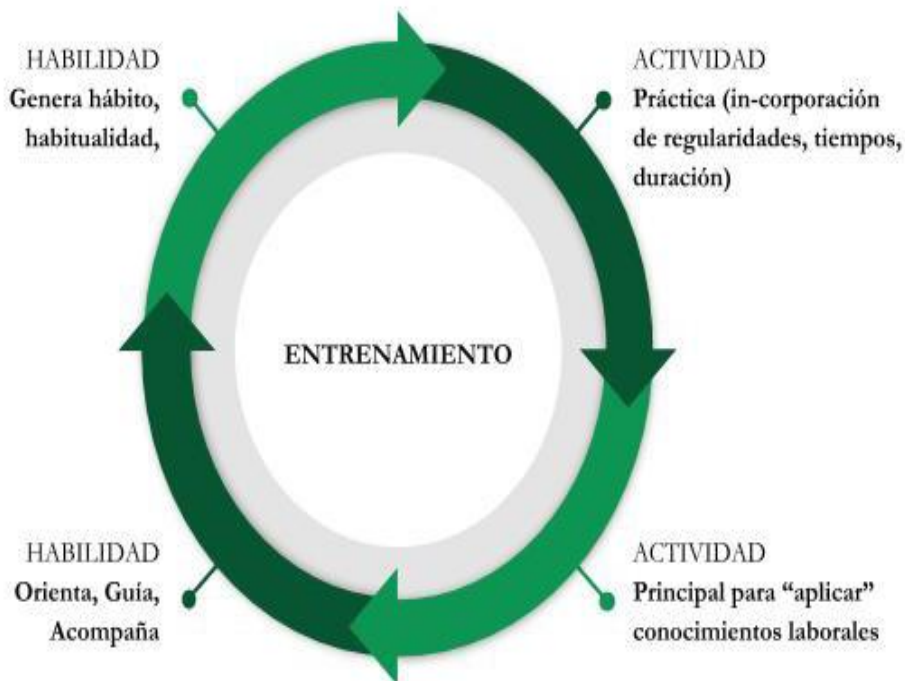 HABILIDAD
Genera hábito,
habitualidad,
ACTIVIDAD
Práctica (in-corporación
de regularidades, tiempos,
duración)
ENTRENAMIENTO
HABILIDAD
Orienta, Guía,
Acompaña
ACTIVIDAD
Principal para “aplicar”
conocimientos laborales